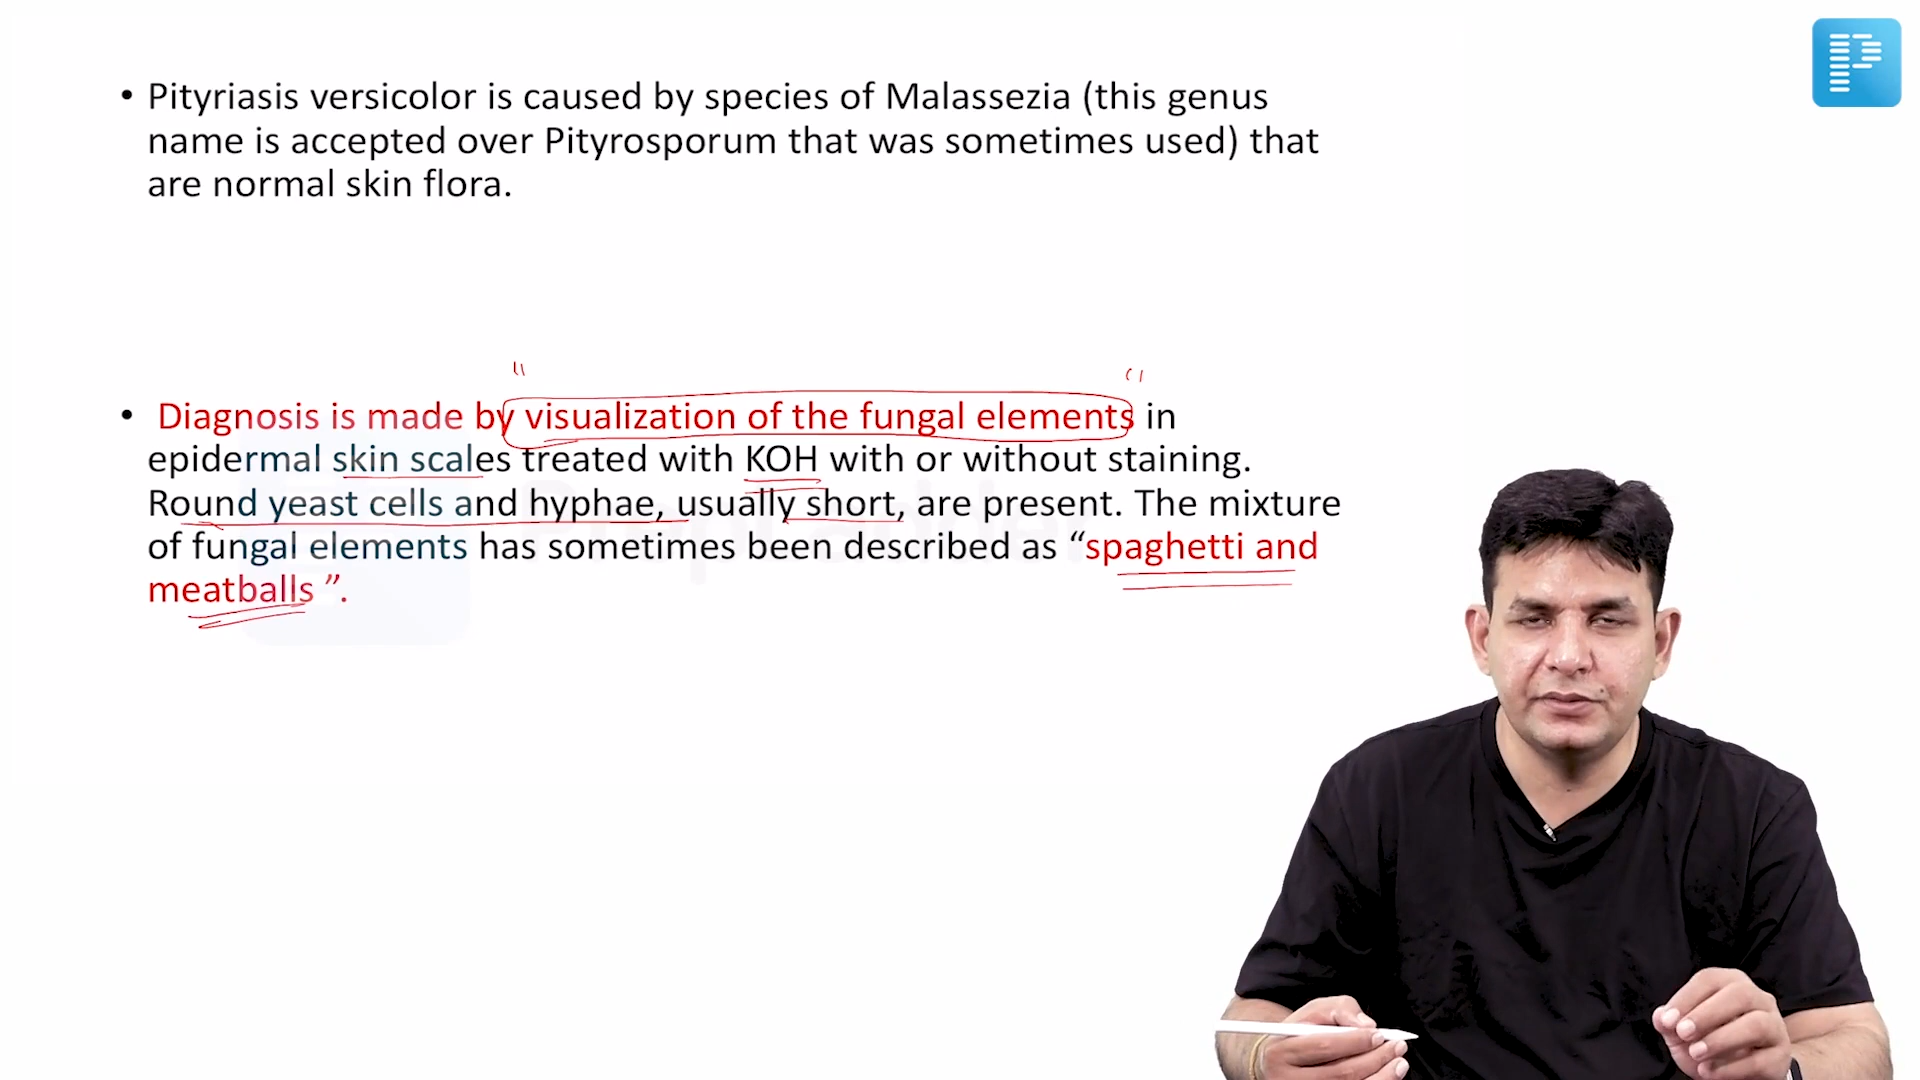 • Pityriasis versicolor is caused by species of Malassezia (this genus
name is accepted over Pityrosporum that was sometimes used) that
are normal skin flora.
• Diagnosis is made by visualization of the fungal elements in
epidermal skin scales treated with KOH with or without staining.
Round yeast cells and hyphae, usually short, are present. The mixture
of fungal elements has sometimes been described as “spaghetti and
meatballs ”.